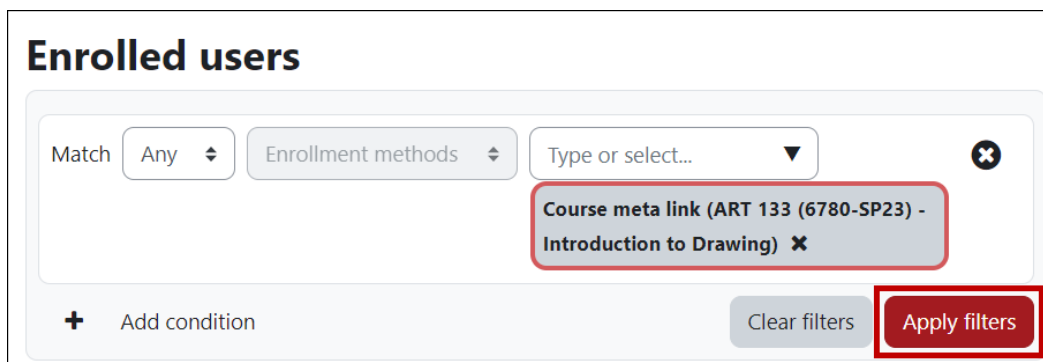 Enrolled users
Match Any Enrollment methods Type or select...
Course meta link (ART 133 (6780-SP23) -
Introduction to Drawing)
Add condition Clear filters Apply filters